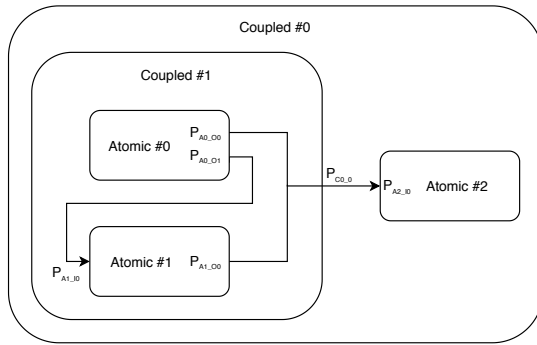 Coupled #0
Coupled #1
Atomic #0
P_A0_O0
P_A0_O1
P_C0_0
P_A2_I0
Atomic #2
P_A1_I0
Atomic #1
P_A1_O0